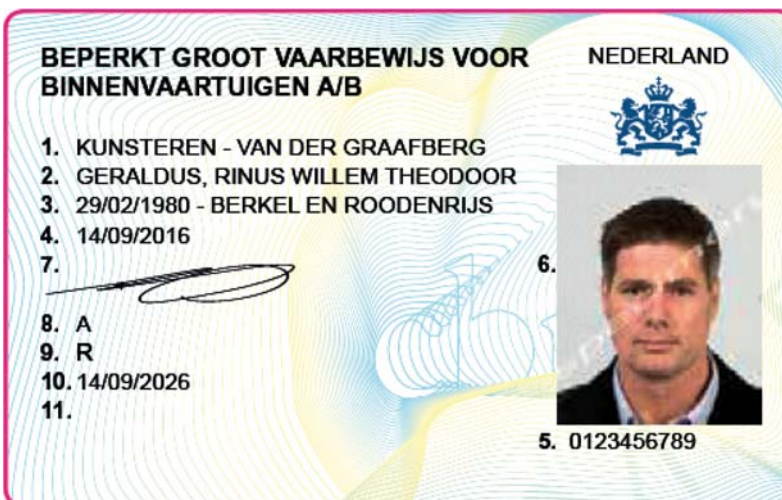 BEPERKT GROOT VAARBEWIJS VOOR
BINNENVAARTUIGEN A/B
NEDERLAND
1. KUNSTEREN - VAN DER GRAAFBERG
2. GERALDUS, RINUS WILLEM THEODOOR
3. 29/02/1980 - BERKEL EN ROODENRIJS
4. 14/09/2016
7.
6.
8. A
9. R
10. 14/09/2026
11.
5. 0123456789